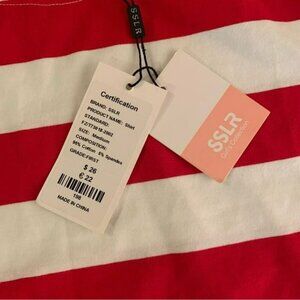 SSLR
Certification
BRAND: SSLR
PRODUCT NAME: Shirt
STANDARD:
SIZE: Medium
COMPOSITION:
Cotton 5% Spandex
GRADE:FIRST
$ 26
€ 22
198
MADE IN CHINA
SSLR